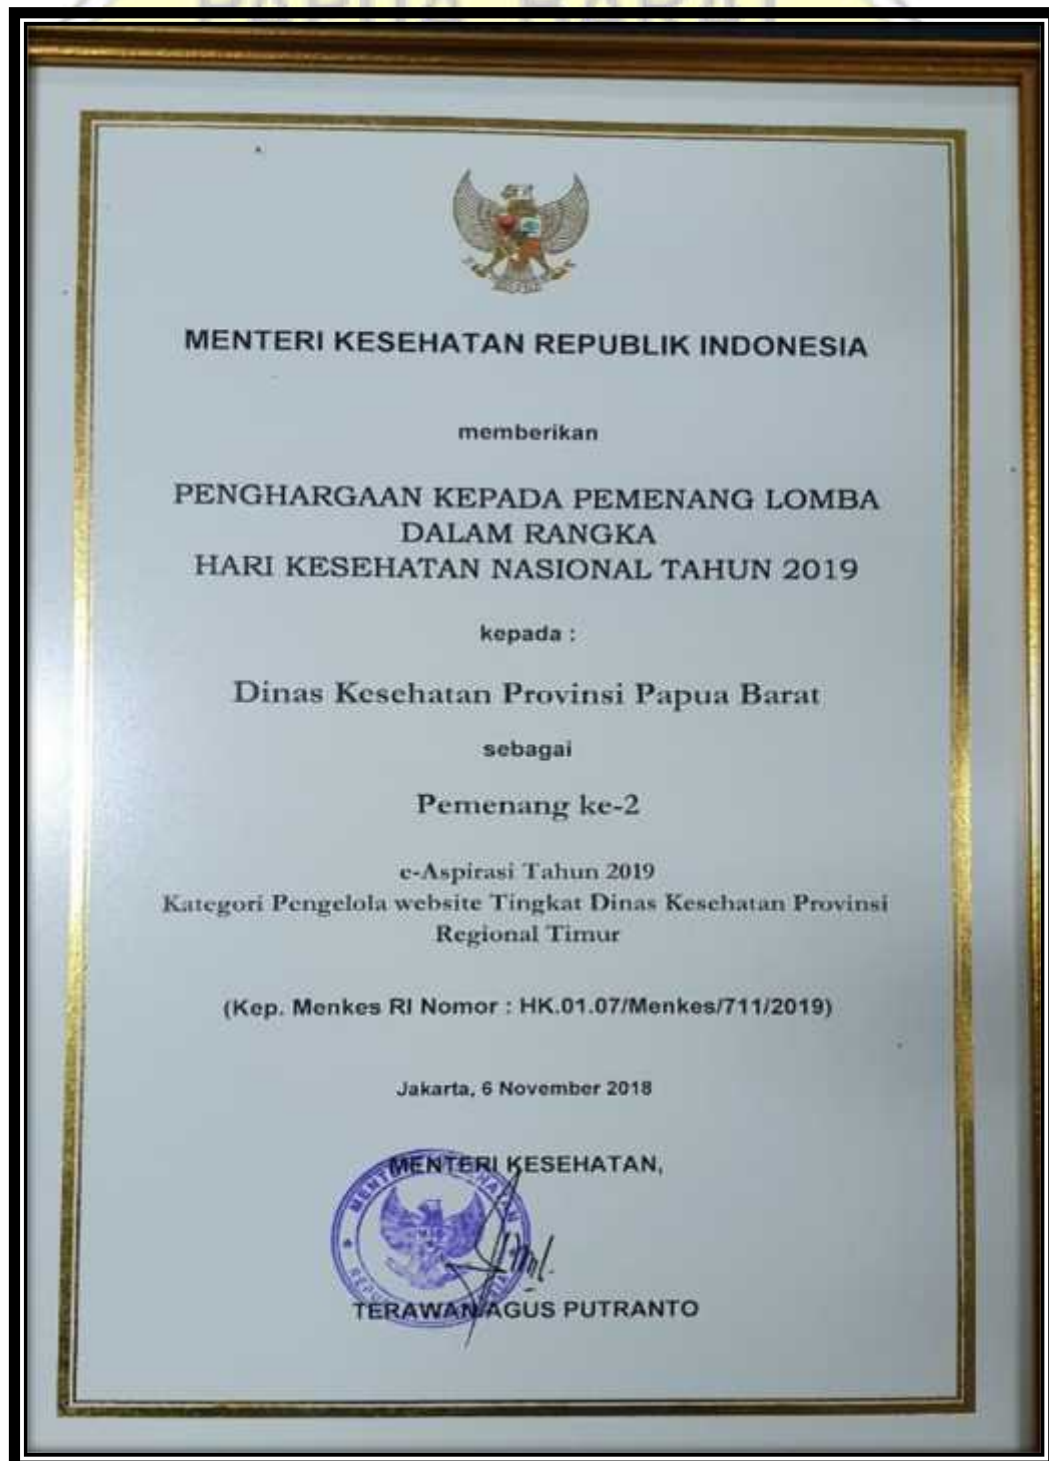 PAPUA BARAT
MENTERI KESEHATAN REPUBLIK INDONESIA
memberikan
PENGHARGAAN KEPADA PEMENANG LOMBA
DALAM RANGKA
HARI KESEHATAN NASIONAL TAHUN 2019
kepada :
Dinas Kesehatan Provinsi Papua Barat
sebagai
Pemenang ke-2
e-Aspirasi Tahun 2019
Kategori Pengelola website Tingkat Dinas Kesehatan Provinsi
Regional Timur
(Kep. Menkes RI Nomor : HK.01.07/Menkes/711/2019)
Jakarta, 6 November 2018
MENTERI KESEHATAN,
TERAWAN AGUS PUTRANTO